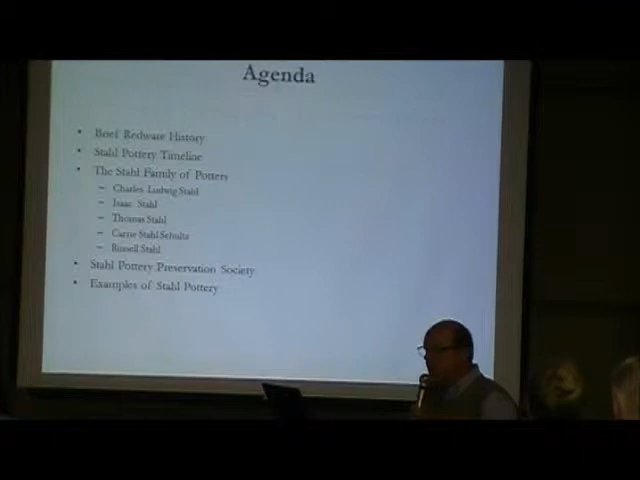 Agenda
• Brief Redware History
• Stahl Pottery Timeline
• The Stahl Family of Potters
– Charles Ludwig Stahl
– Isaac Stahl
– Thomas Stahl
– Carrie Stahl Schultz
– Russell Stahl
• Stahl Pottery Preservation Society
• Examples of Stahl Pottery